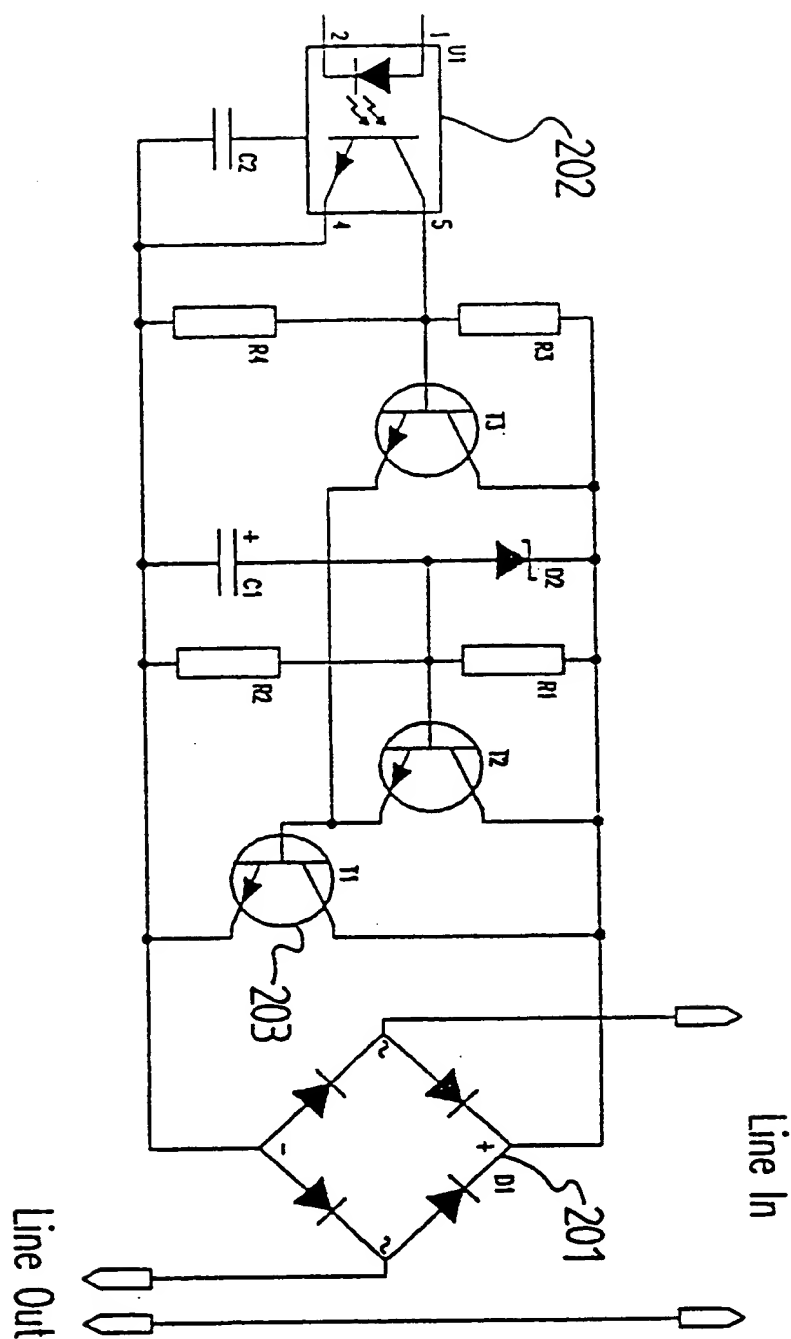 1
2
U1
202
C2
4
5
R4
R3
T3
+
C1
D2
R2
R1
T2
T1
203
~
+
-
D1
~
201
Line In
Line Out